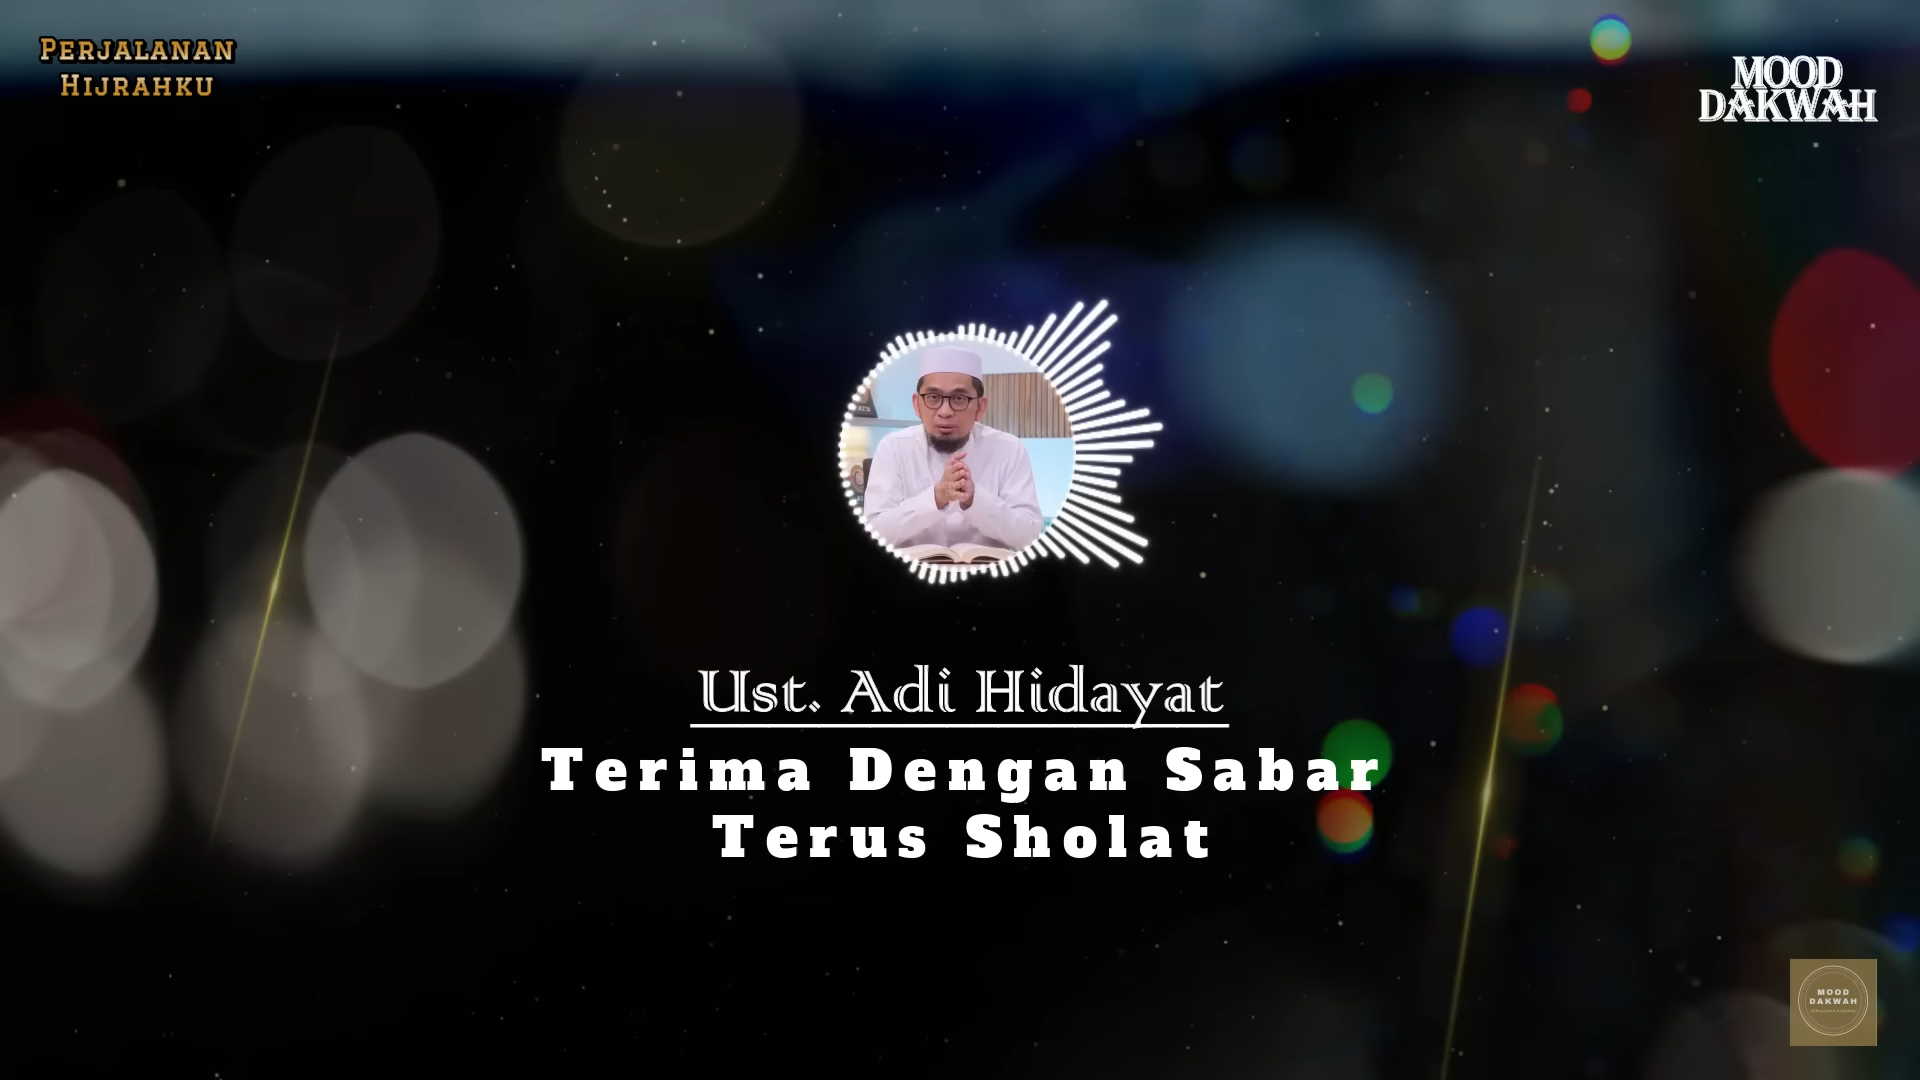 Perjalanan
Hijrahku
MOOD
DAKWAH
Ust. Adi Hidayat
Terima Dengan Sabar
Terus Sholat
MOOD
DAKWAH